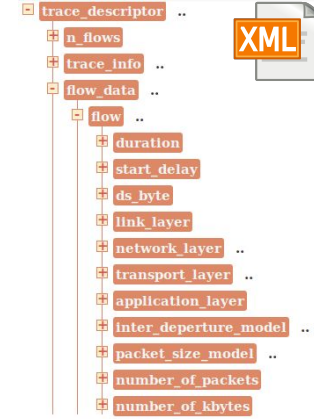 trace_descriptor ..
n_flows
XML
trace_info ..
flow_data ..
flow ..
duration
start_delay
ds_byte
link_layer
network_layer ..
transport_layer ..
application_layer
inter_deperture_model ..
packet_size_model ..
number_of_packets
number_of_kbytes